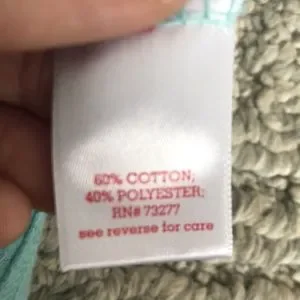 60% COTTON;
40% POLYESTER;
RN# 73277
see reverse for care